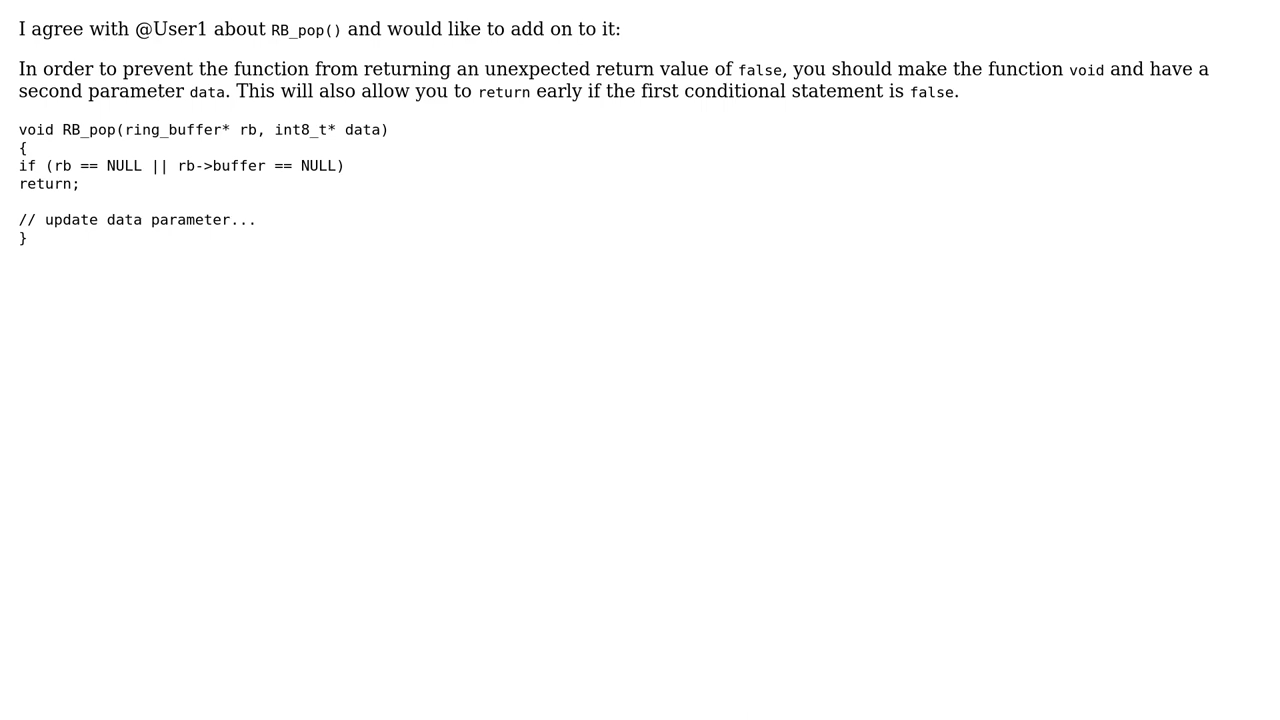 I agree with @User1 about RB_pop() and would like to add on to it:
In order to prevent the function from returning an unexpected return value of false, you should make the function void and have a
second parameter data. This will also allow you to return early if the first conditional statement is false.
void RB_pop(ring_buffer* rb, int8_t* data)
{
if (rb == NULL || rb->buffer == NULL)
return;
// update data parameter...
}